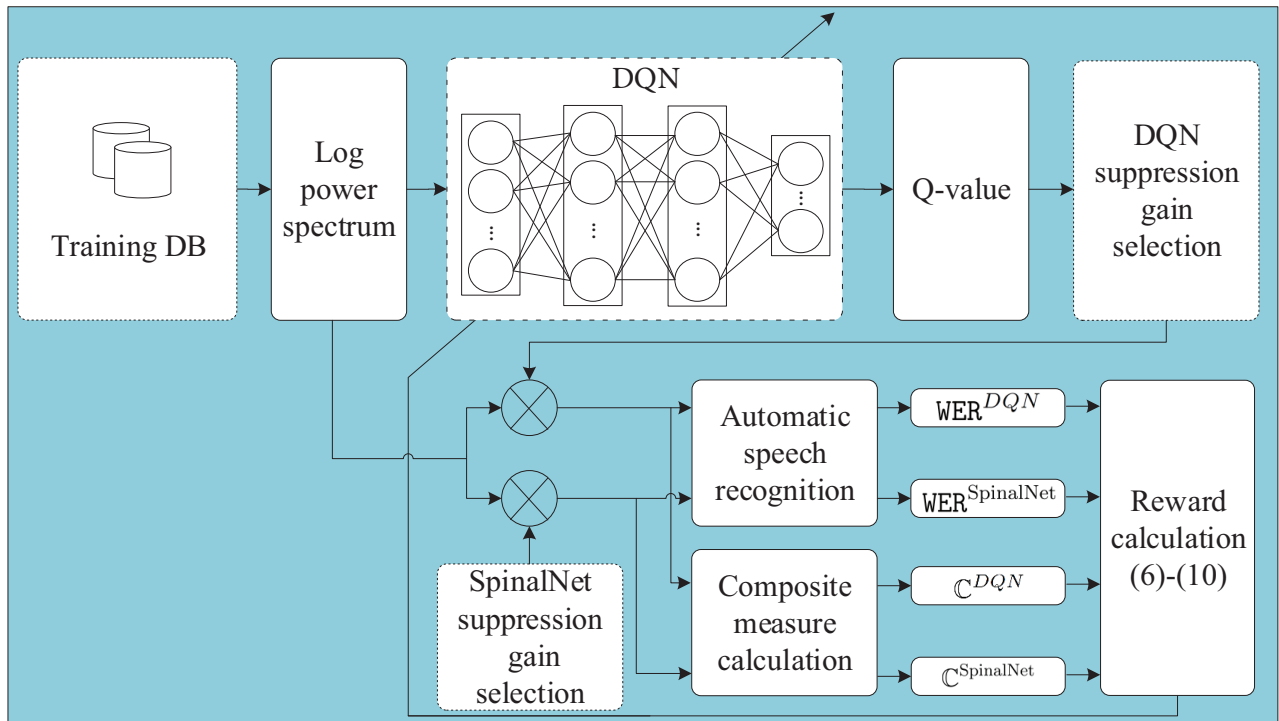 Training DB
Log
power
spectrum
DQN
...
...
...
...
Q-value
DQN
suppression
gain
selection
SpinalNet
suppression
gain
selection
Automatic
speech
recognition
Composite
measure
calculation
WER^DQN
WER^SpinalNet
ℂ^DQN
ℂ^SpinalNet
Reward
calculation
(6)-(10)